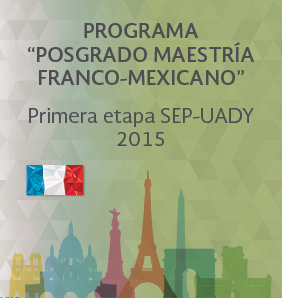 PROGRAMA
“POSGRADO MAESTRÍA
FRANCO-MEXICANO”
Primera etapa SEP-UADY
2015